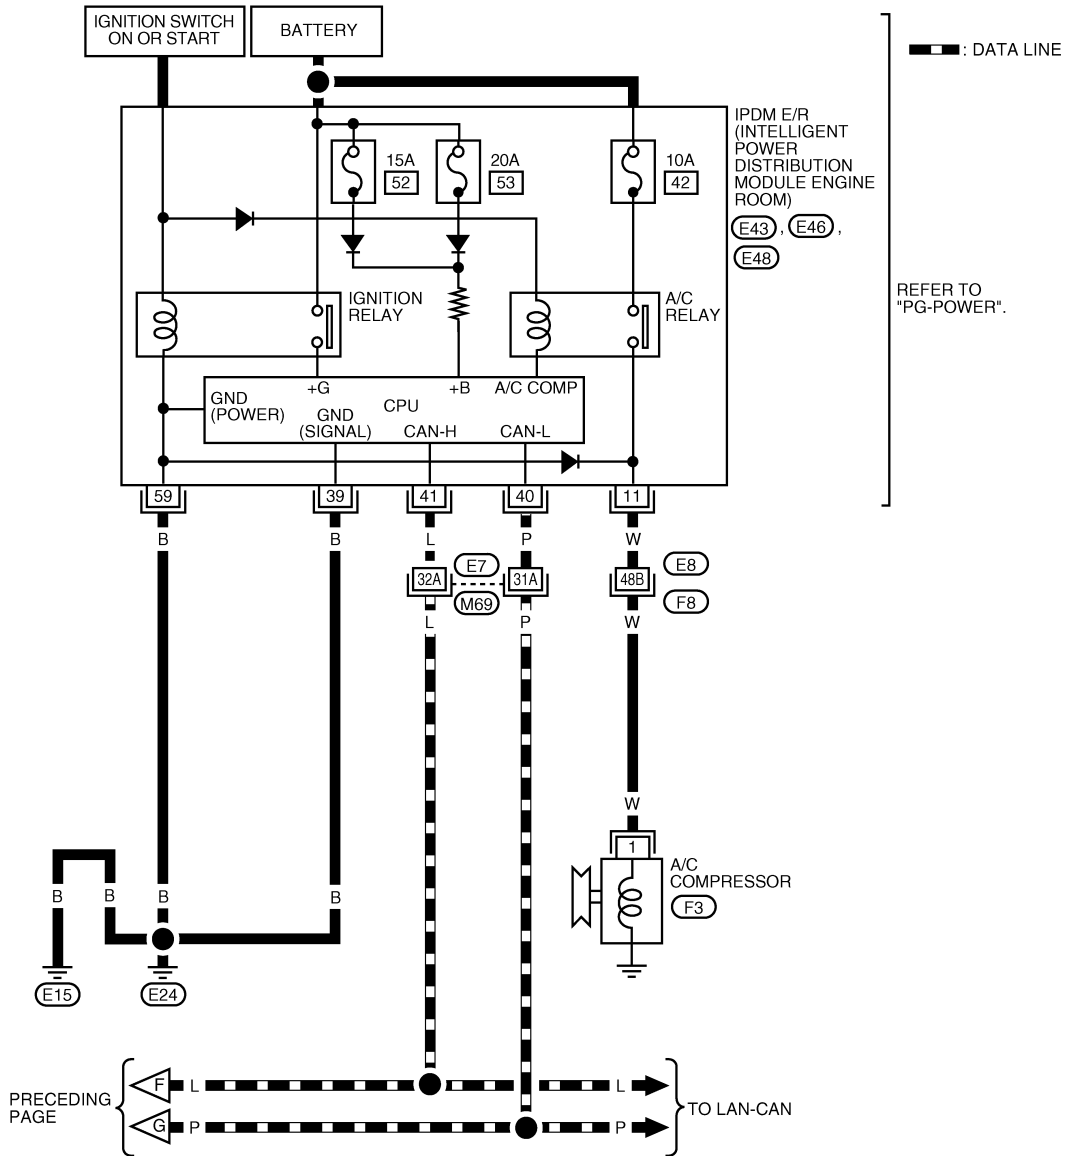 IGNITION SWITCH
ON OR START
BATTERY
: DATA LINE
IPDM E/R
(INTELLIGENT
POWER
DISTRIBUTION
MODULE ENGINE
ROOM)
E43 , E46 ,
E48
15A
52
20A
53
10A
42
REFER TO
"PG-POWER".
IGNITION
RELAY
A/C
RELAY
+G
+B
A/C COMP
GND
(POWER)
CPU
GND
(SIGNAL)
CAN-H
CAN-L
59
39
41
40
11
B
B
L
P
W
32A
E7
M69
31A
48B
E8
F8
L
P
W
W
1
A/C
COMPRESSOR
F3
B
B
B
B
E15
E24
PRECEDING
PAGE
F
L
L
G
P
P
TO LAN-CAN